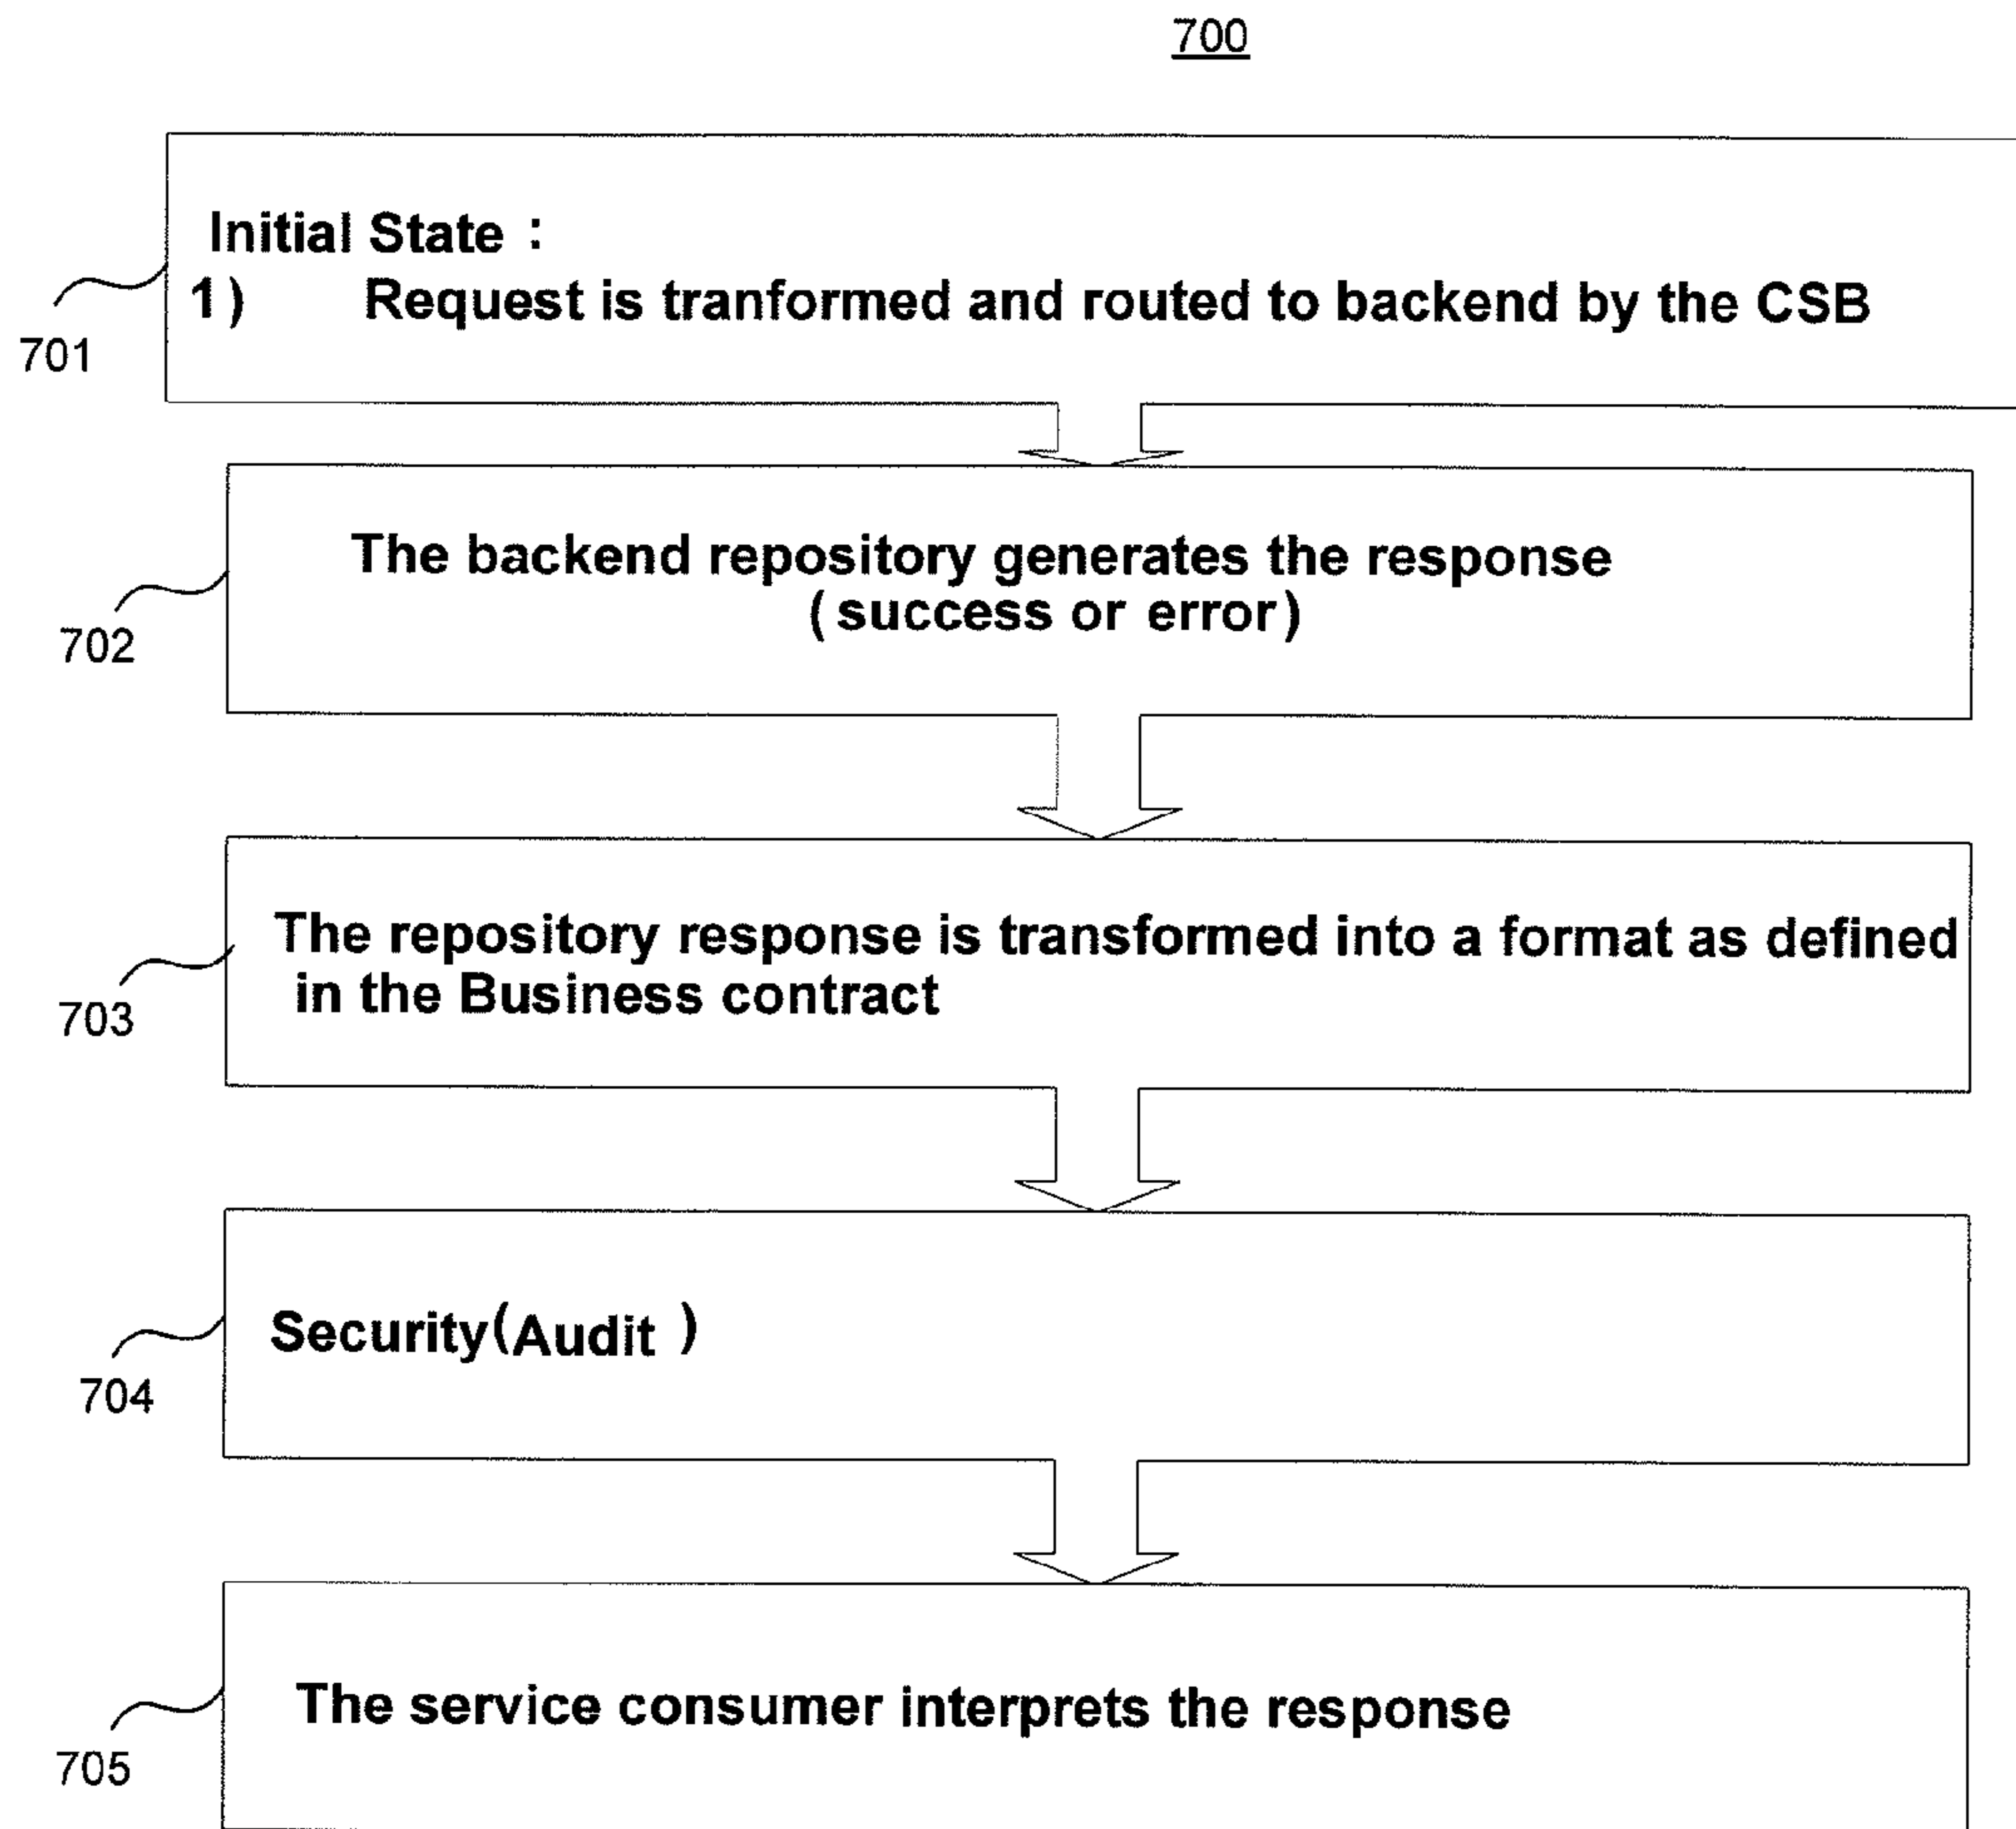 700
Initial State :
1) Request is tranformed and routed to backend by the CSB
701
The backend repository generates the response
(success or error)
702
The repository response is transformed into a format as defined
in the Business contract
703
Security(Audit )
704
The service consumer interprets the response
705